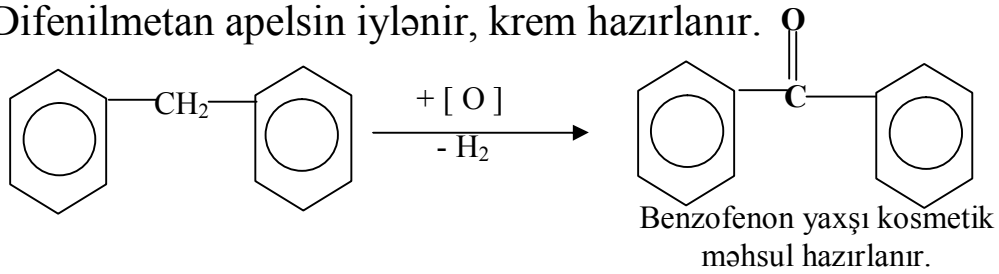 Difenilmetan apelsin iylənir, krem hazırlanır.
O
CH₂
+ [ O ]
- H₂
C
Benzofenon yaxşı kosmetik
məhsul hazırlanır.